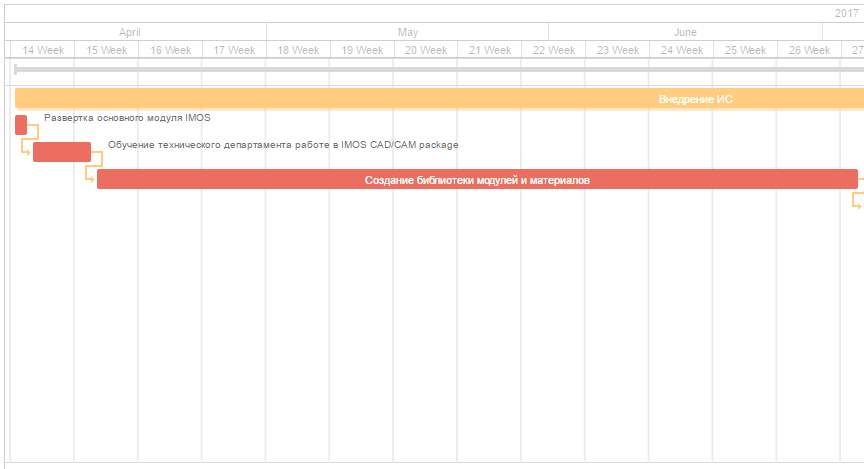 2017
April May June
14 Week 15 Week 16 Week 17 Week 18 Week 19 Week 20 Week 21 Week 22 Week 23 Week 24 Week 25 Week 26 Week 27
Внедрение ИС
Развертка основного модуля IMOS
Обучение технического департамента работе в IMOS CAD/CAM package
Создание библиотеки модулей и материалов